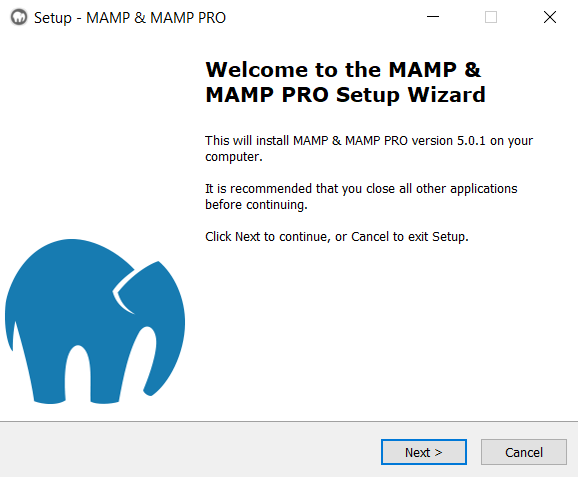 Setup - MAMP & MAMP PRO
Welcome to the MAMP &
MAMP PRO Setup Wizard
This will install MAMP & MAMP PRO version 5.0.1 on your
computer.
It is recommended that you close all other applications
before continuing.
Click Next to continue, or Cancel to exit Setup.
Next >
Cancel